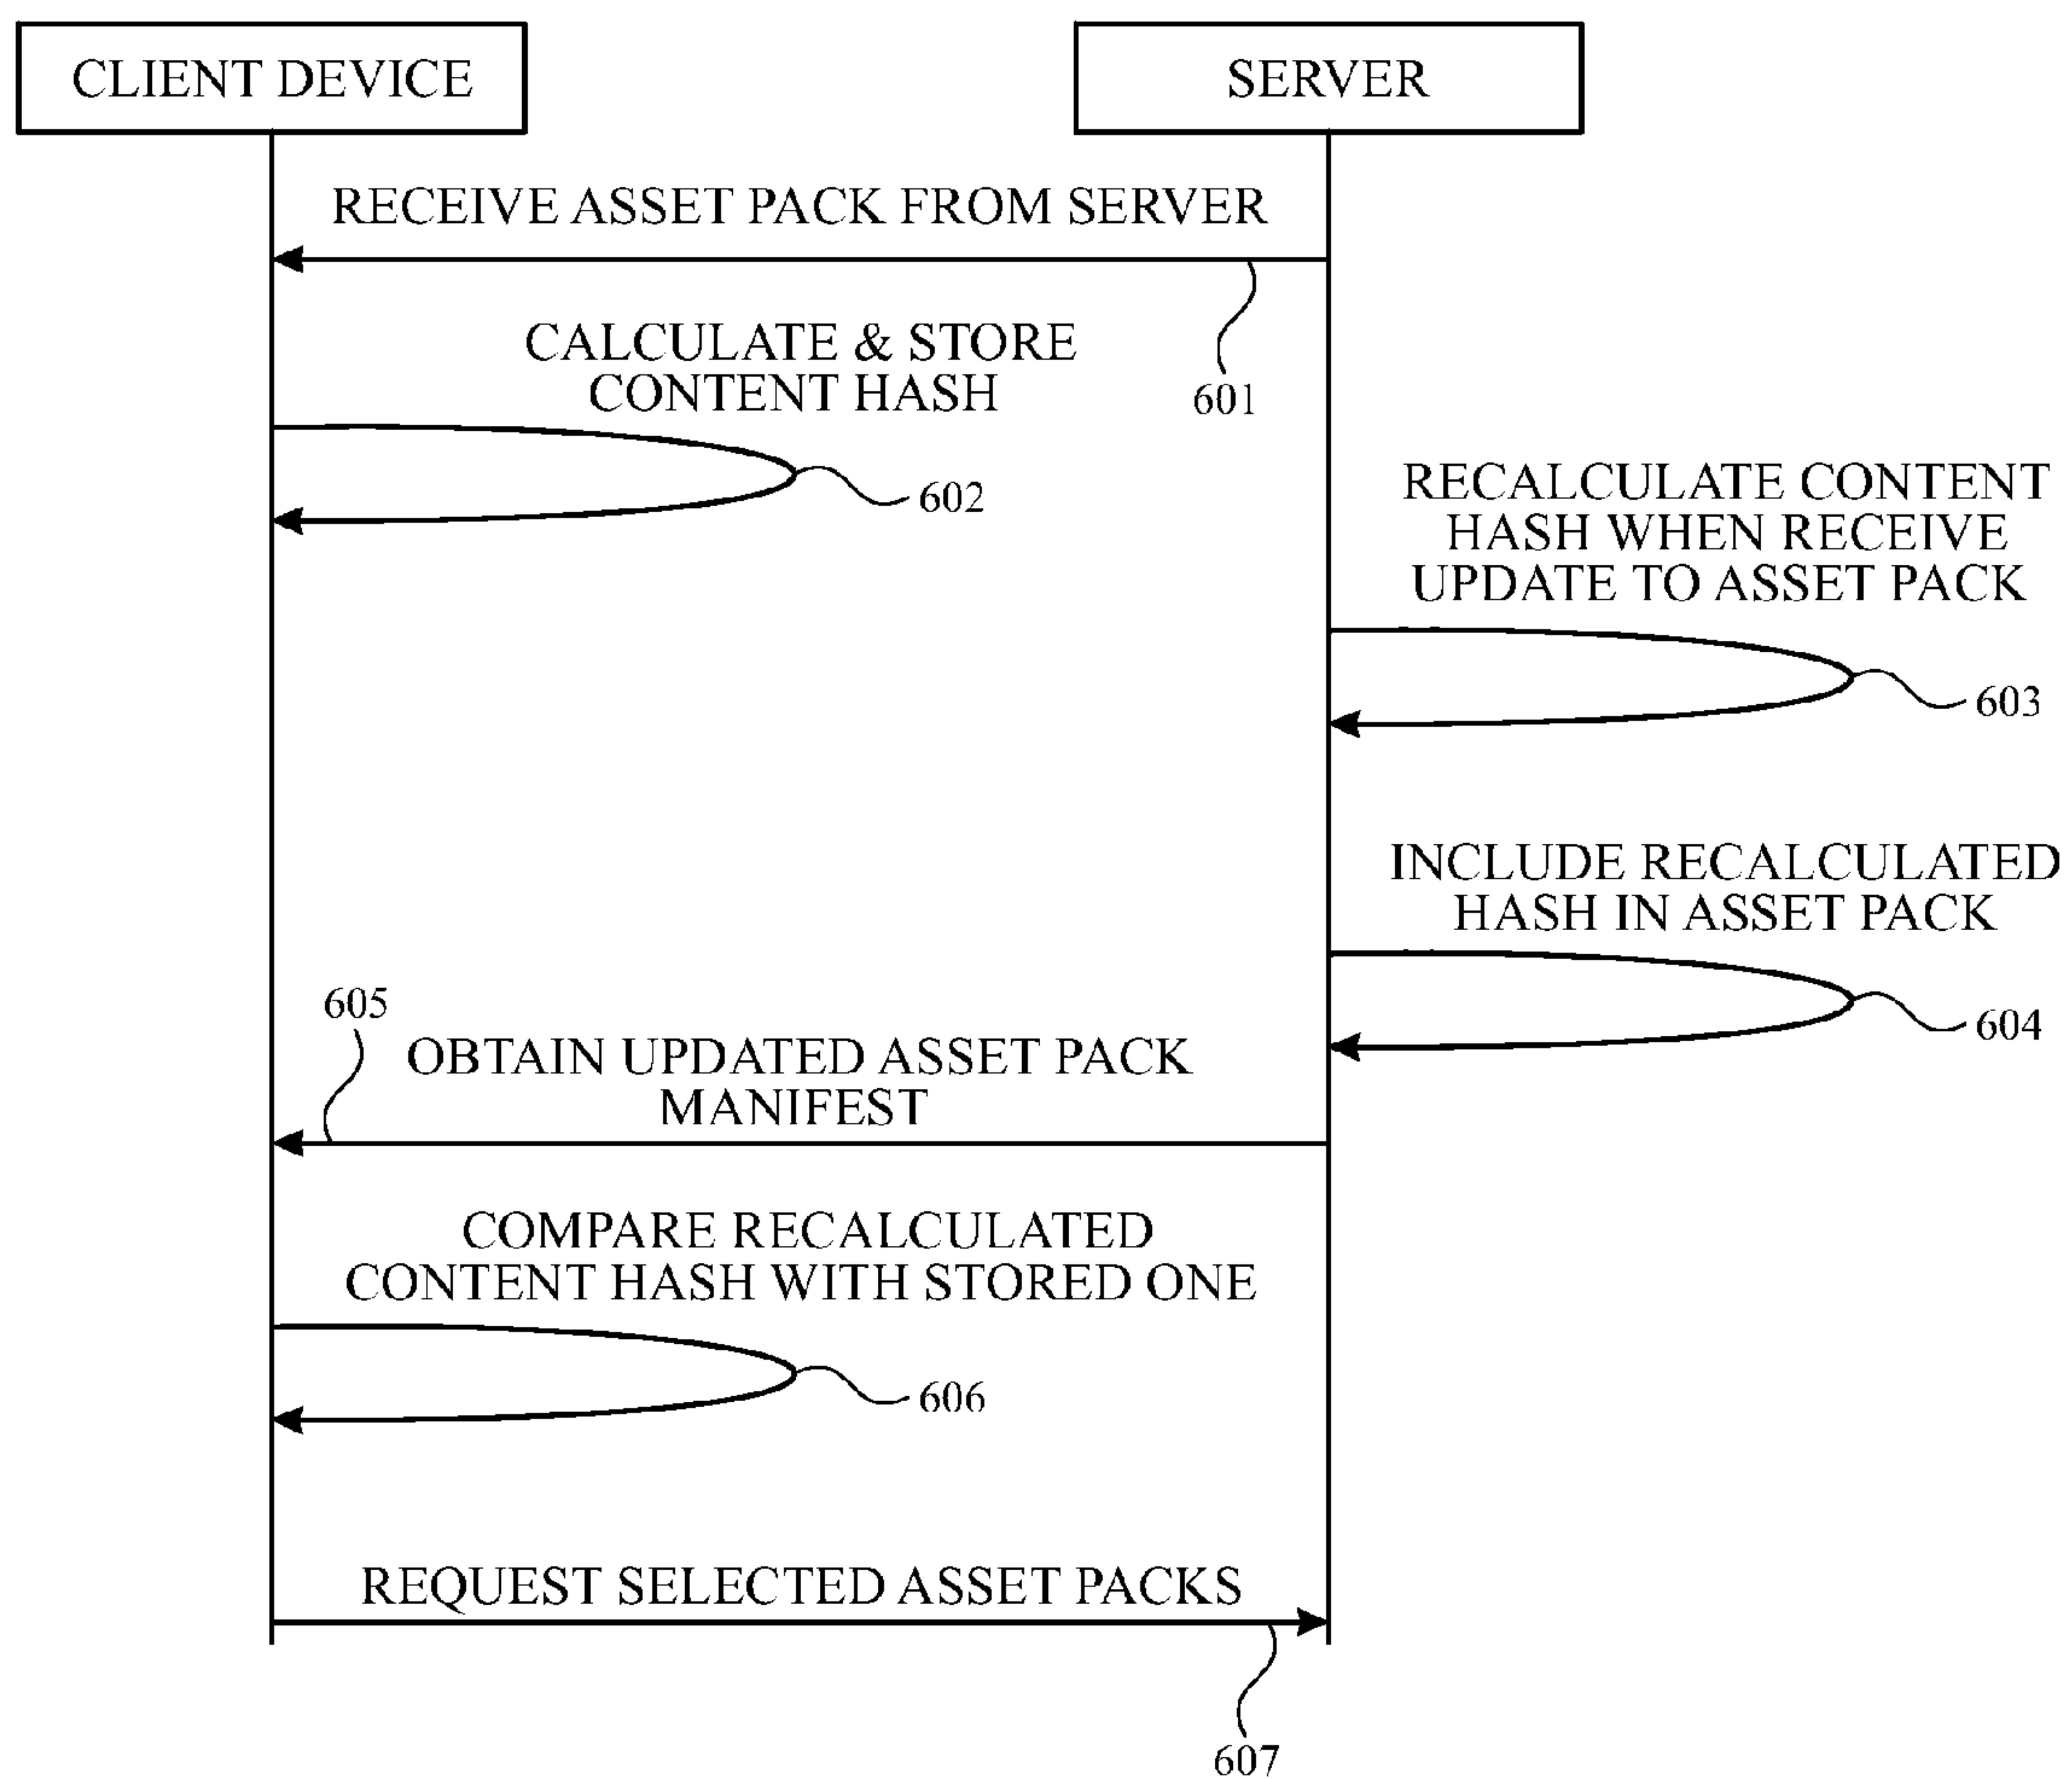 CLIENT DEVICE
SERVER
RECEIVE ASSET PACK FROM SERVER
601
CALCULATE & STORE
CONTENT HASH
602
RECALCULATE CONTENT
HASH WHEN RECEIVE
UPDATE TO ASSET PACK
603
INCLUDE RECALCULATED
HASH IN ASSET PACK
604
605
OBTAIN UPDATED ASSET PACK
MANIFEST
COMPARE RECALCULATED
CONTENT HASH WITH STORED ONE
606
REQUEST SELECTED ASSET PACKS
607